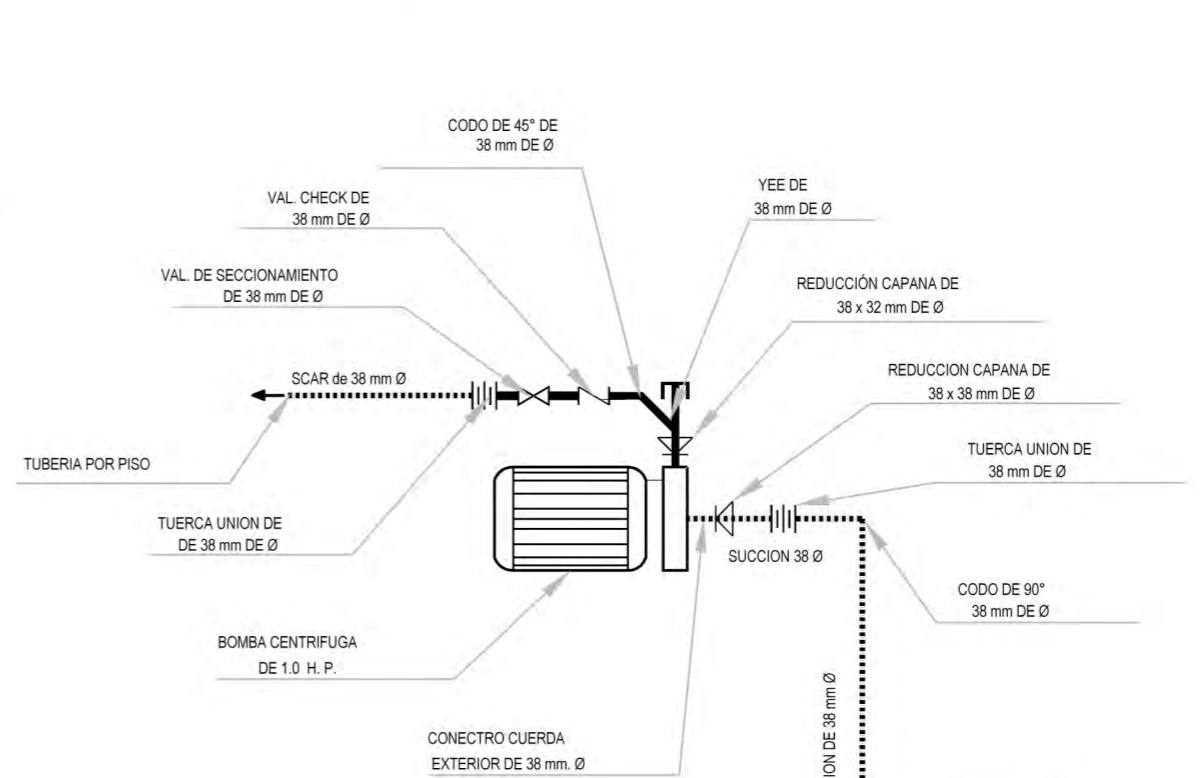 CODO DE 45° DE
38 mm DE Ø
YEE DE
38 mm DE Ø
VAL. CHECK DE
38 mm DE Ø
VAL. DE SECCIONAMIENTO
DE 38 mm DE Ø
REDUCCIÓN CAPANA DE
38 x 32 mm DE Ø
SCAR de 38 mm Ø
REDUCCION CAPANA DE
38 x 38 mm DE Ø
TUBERIA POR PISO
TUERCA UNION DE
38 mm DE Ø
TUERCA UNION DE
DE 38 mm DE Ø
SUCCION 38 Ø
CODO DE 90°
38 mm DE Ø
BOMBA CENTRIFUGA
DE 1.0 H. P.
CONECTRO CUERDA
EXTERIOR DE 38 mm. Ø
ION DE 38 mm Ø